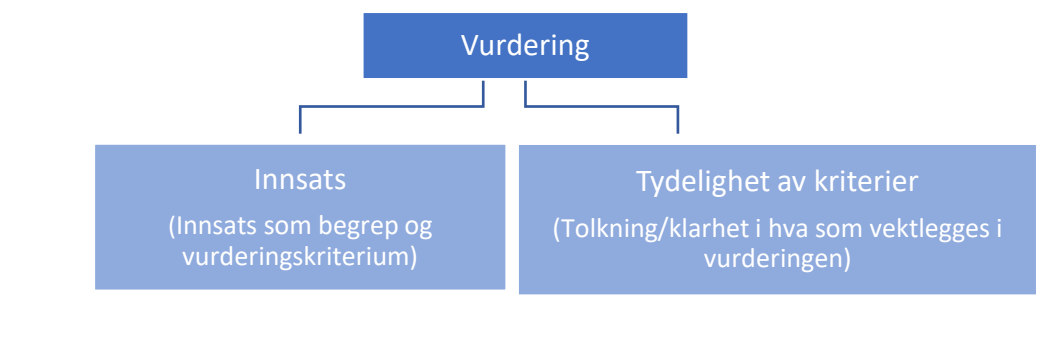 Vurdering
Innsats
(Innsats som begrep og
vurderingskriterium)
Tydelighet av kriterier
(Tolkning/klarhet i hva som vektlegges i
vurderingen)